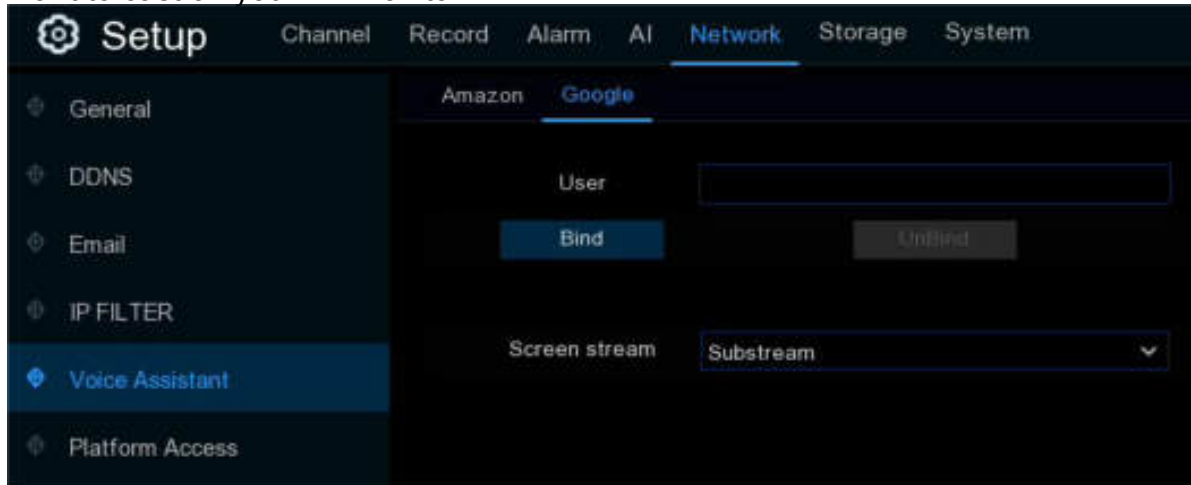 Setup Channel Record Alarm AI Network Storage System
Amazon Google
General
User
DDNS
Bind UnBind
Email
IP FILTER
Screen stream Substream
Voice Assistant
Platform Access